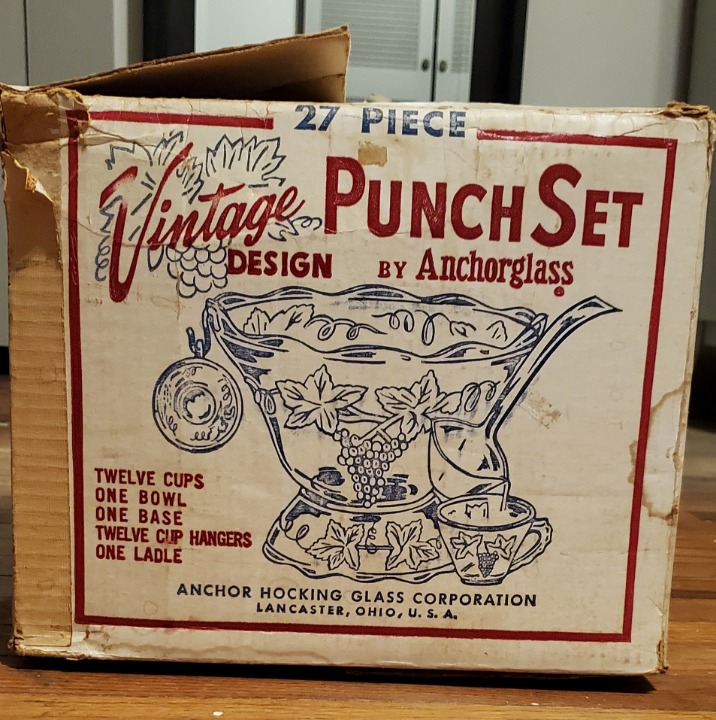 27 PIECE
Vintage PUNCH SET
DESIGN BY Anchorglass
TWELVE CUPS
ONE BOWL
ONE BASE
TWELVE CUP HANGERS
ONE LADLE
ANCHOR HOCKING GLASS CORPORATION
LANCASTER, OHIO, U.S.A.